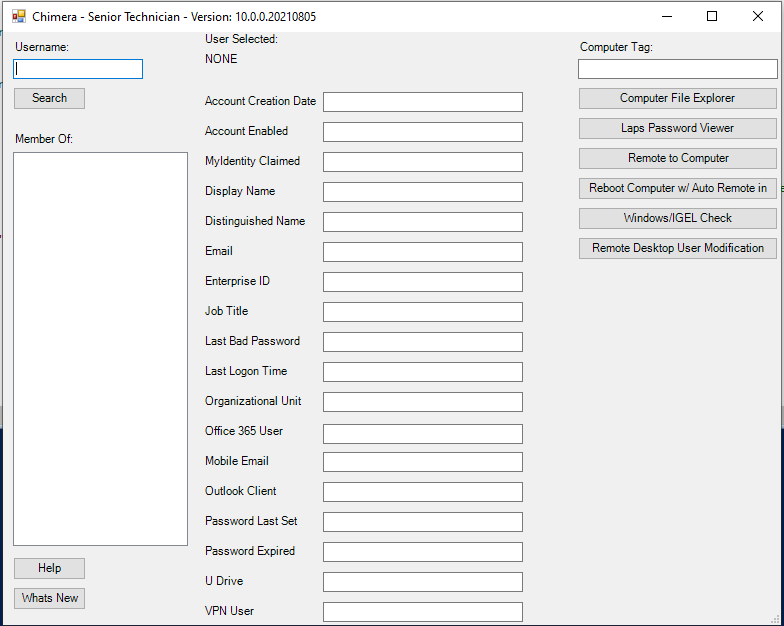 Chimera - Senior Technician - Version: 10.0.0.20210805
Username:
Search
Member Of:
Help
Whats New
User Selected:
NONE
Account Creation Date
Account Enabled
MyIdentity Claimed
Display Name
Distinguished Name
Email
Enterprise ID
Job Title
Last Bad Password
Last Logon Time
Organizational Unit
Office 365 User
Mobile Email
Outlook Client
Password Last Set
Password Expired
U Drive
VPN User
Computer Tag:
Computer File Explorer
Laps Password Viewer
Remote to Computer
Reboot Computer w/ Auto Remote in
Windows/IGEL Check
Remote Desktop User Modification